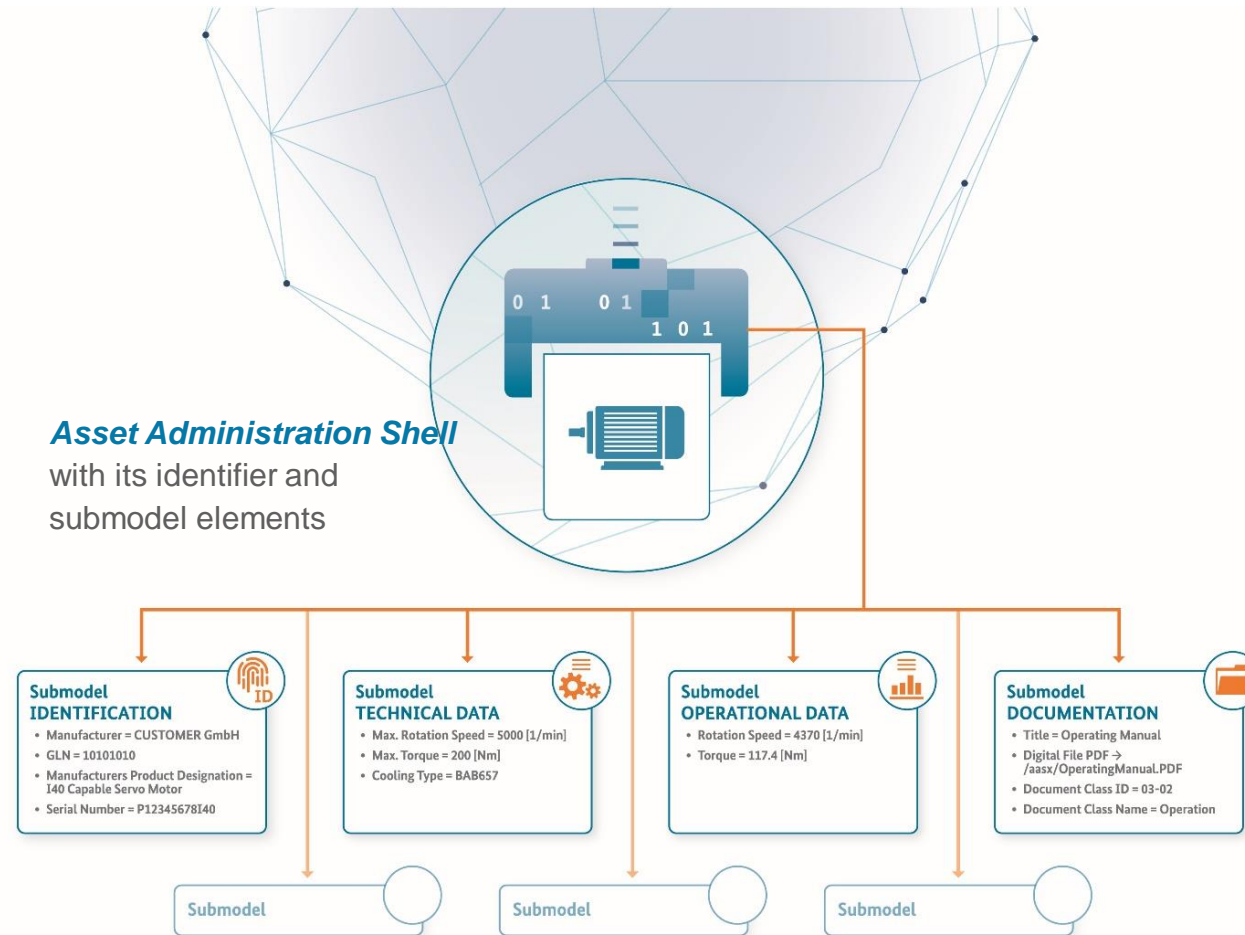 0 1 0 1
1 0 1
Asset Administration Shell
with its identifier and
submodel elements
ID
Submodel
IDENTIFICATION
• Manufacturer = CUSTOMER GmbH
• GLN = 10101010
• Manufacturers Product Designation =
I40 Capable Servo Motor
• Serial Number = P12345678I40
Submodel
TECHNICAL DATA
• Max. Rotation Speed = 5000 [1/min]
• Max. Torque = 200 [Nm]
• Cooling Type = BAB657
Submodel
OPERATIONAL DATA
• Rotation Speed = 4370 [1/min]
• Torque = 117.4 [Nm]
Submodel
DOCUMENTATION
• Title = Operating Manual
• Digital File PDF →
/aasx/OperatingManual.PDF
• Document Class ID = 03-02
• Document Class Name = Operation
Submodel
Submodel
Submodel